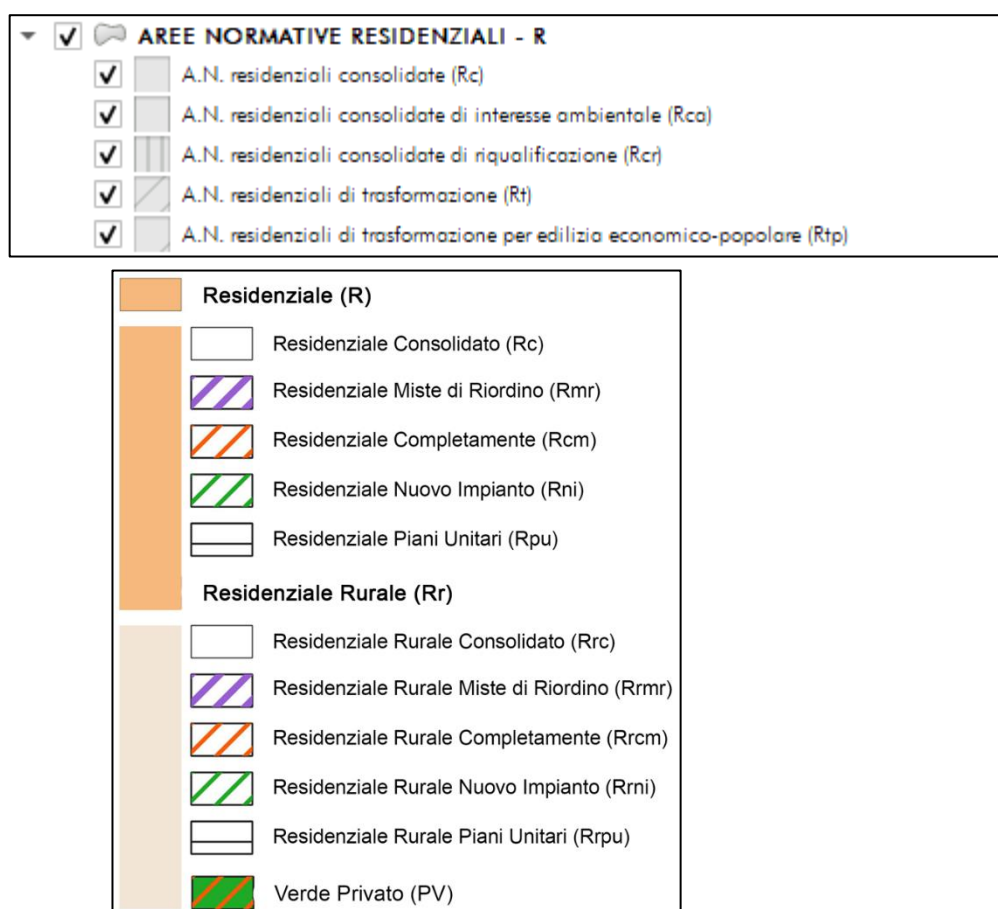 AREE NORMATIVE RESIDENZIALI - R
A.N. residenziali consolidate (Rc)
A.N. residenziali consolidate di interesse ambientale (Rca)
A.N. residenziali consolidate di riqualificazione (Rcr)
A.N. residenziali di trasformazione (Rt)
A.N. residenziali di trasformazione per edilizia economico-popolare (Rtp)
Residenziale (R)
Residenziale Consolidato (Rc)
Residenziale Miste di Riordino (Rmr)
Residenziale Completamente (Rcm)
Residenziale Nuovo Impianto (Rni)
Residenziale Piani Unitari (Rpu)
Residenziale Rurale (Rr)
Residenziale Rurale Consolidato (Rrc)
Residenziale Rurale Miste di Riordino (Rrmr)
Residenziale Rurale Completamente (Rrcm)
Residenziale Rurale Nuovo Impianto (Rrni)
Residenziale Rurale Piani Unitari (Rrpu)
Verde Privato (PV)